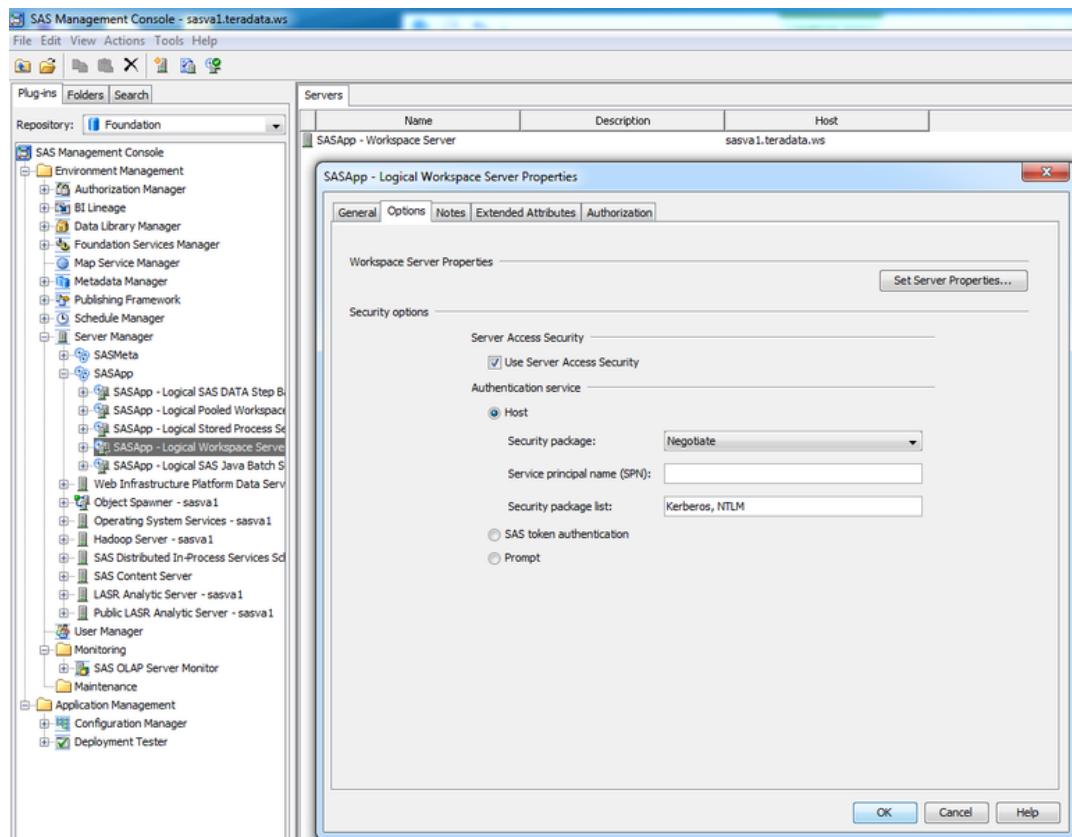 SAS Management Console - sasva1.teradata.ws
File Edit View Actions Tools Help
Plug-ins Folders Search
Repository: Foundation
SAS Management Console
Environment Management
Authorization Manager
BI Lineage
Data Library Manager
Foundation Services Manager
Map Service Manager
Metadata Manager
Publishing Framework
Schedule Manager
Server Manager
SASMeta
SASApp
SASApp - Logical SAS DATA Step B
SASApp - Logical Pooled Workspace
SASApp - Logical Stored Process Se
SASApp - Logical Workspace Serve
SASApp - Logical SAS Java Batch S
Web Infrastructure Platform Data Serv
Object Spawner - sasva1
Operating System Services - sasva1
Hadoop Server - sasva1
SAS Distributed In-Process Services Scl
SAS Content Server
LASR Analytic Server - sasva1
Public LASR Analytic Server - sasva1
User Manager
Monitoring
SAS OLAP Server Monitor
Maintenance
Application Management
Configuration Manager
Deployment Tester
Servers
Name Description Host
SASApp - Workspace Server sasva1.teradata.ws
SASApp - Logical Workspace Server Properties
General Options Notes Extended Attributes Authorization
Workspace Server Properties
Set Server Properties...
Security options
Server Access Security
Use Server Access Security
Authentication service
Host
Security package: Negotiate
Service principal name (SPN):
Security package list: Kerberos, NTLM
SAS token authentication
Prompt
OK Cancel Help